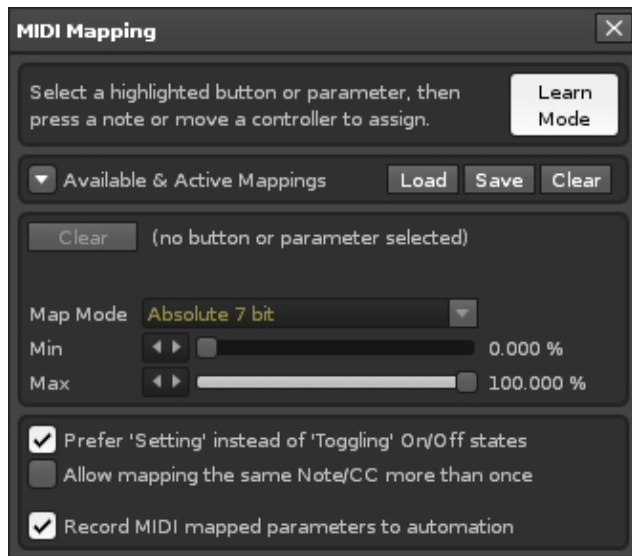 MIDI Mapping
Select a highlighted button or parameter, then
press a note or move a controller to assign.
Learn
Mode
Available & Active Mappings
Load
Save
Clear
Clear
(no button or parameter selected)
Map Mode
Absolute 7 bit
Min
0.000 %
Max
100.000 %
Prefer 'Setting' instead of 'Toggling' On/Off states
Allow mapping the same Note/CC more than once
Record MIDI mapped parameters to automation